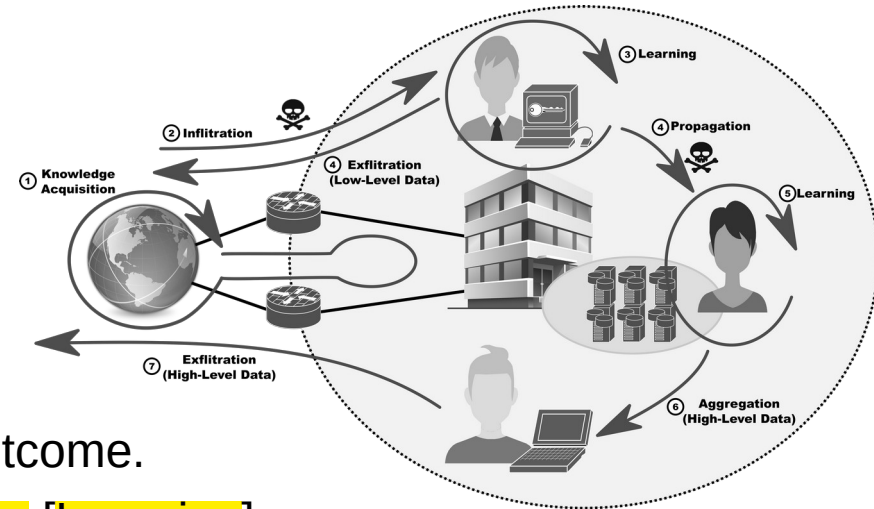 ③ Learning
② Inflitration
④ Propagation
④ Exflitration
(Low-Level Data)
① Knowledge
Acquisition
⑤ Learning
⑦ Exflitration
(High-Level Data)
⑥ Aggregation
(High-Level Data)
tcome.